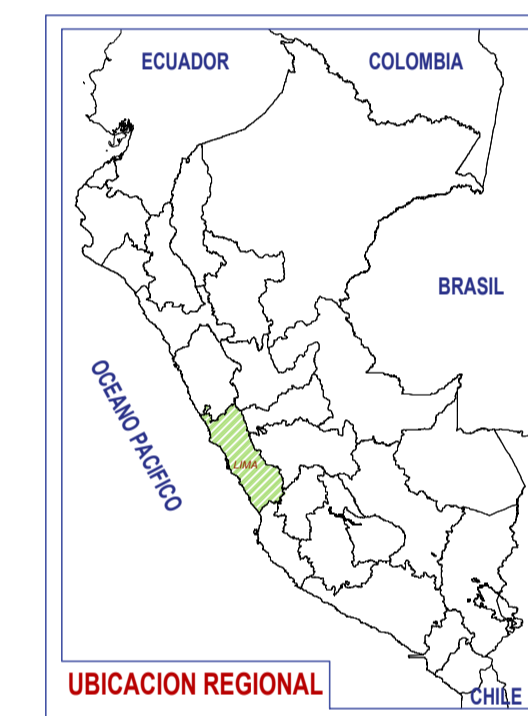 ECUADOR
COLOMBIA
BRASIL
OCEANO PACIFICO
LIMA
UBICACION REGIONAL
CHILE